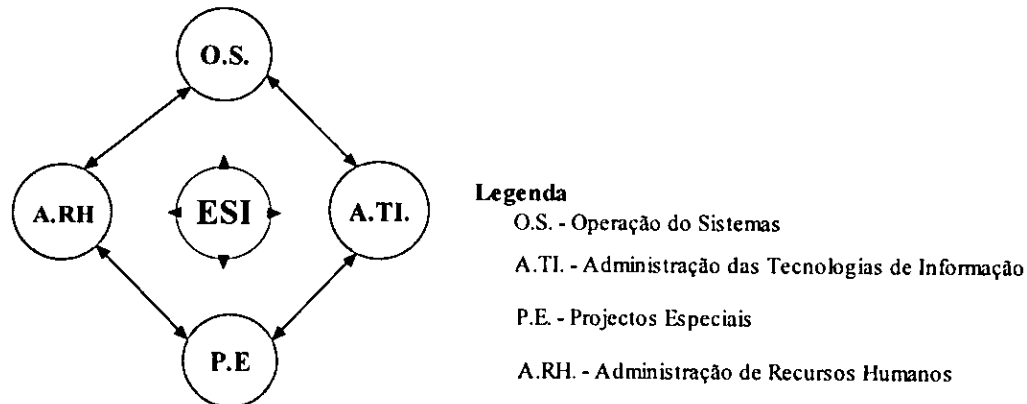 O.S.
A.RH
ESI
A.TI.
P.E
Legenda
O.S. - Operação do Sistemas
A.TI. - Administração das Tecnologias de Informação
P.E. - Projectos Especiais
A.RH. - Administração de Recursos Humanos